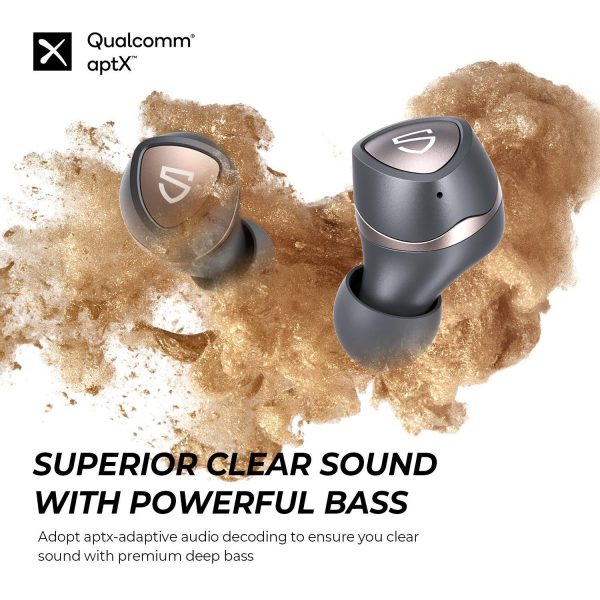 Qualcomm®
aptX™
SUPERIOR CLEAR SOUND
WITH POWERFUL BASS
Adopt aptx-adaptive audio decoding to ensure you clear
sound with premium deep bass